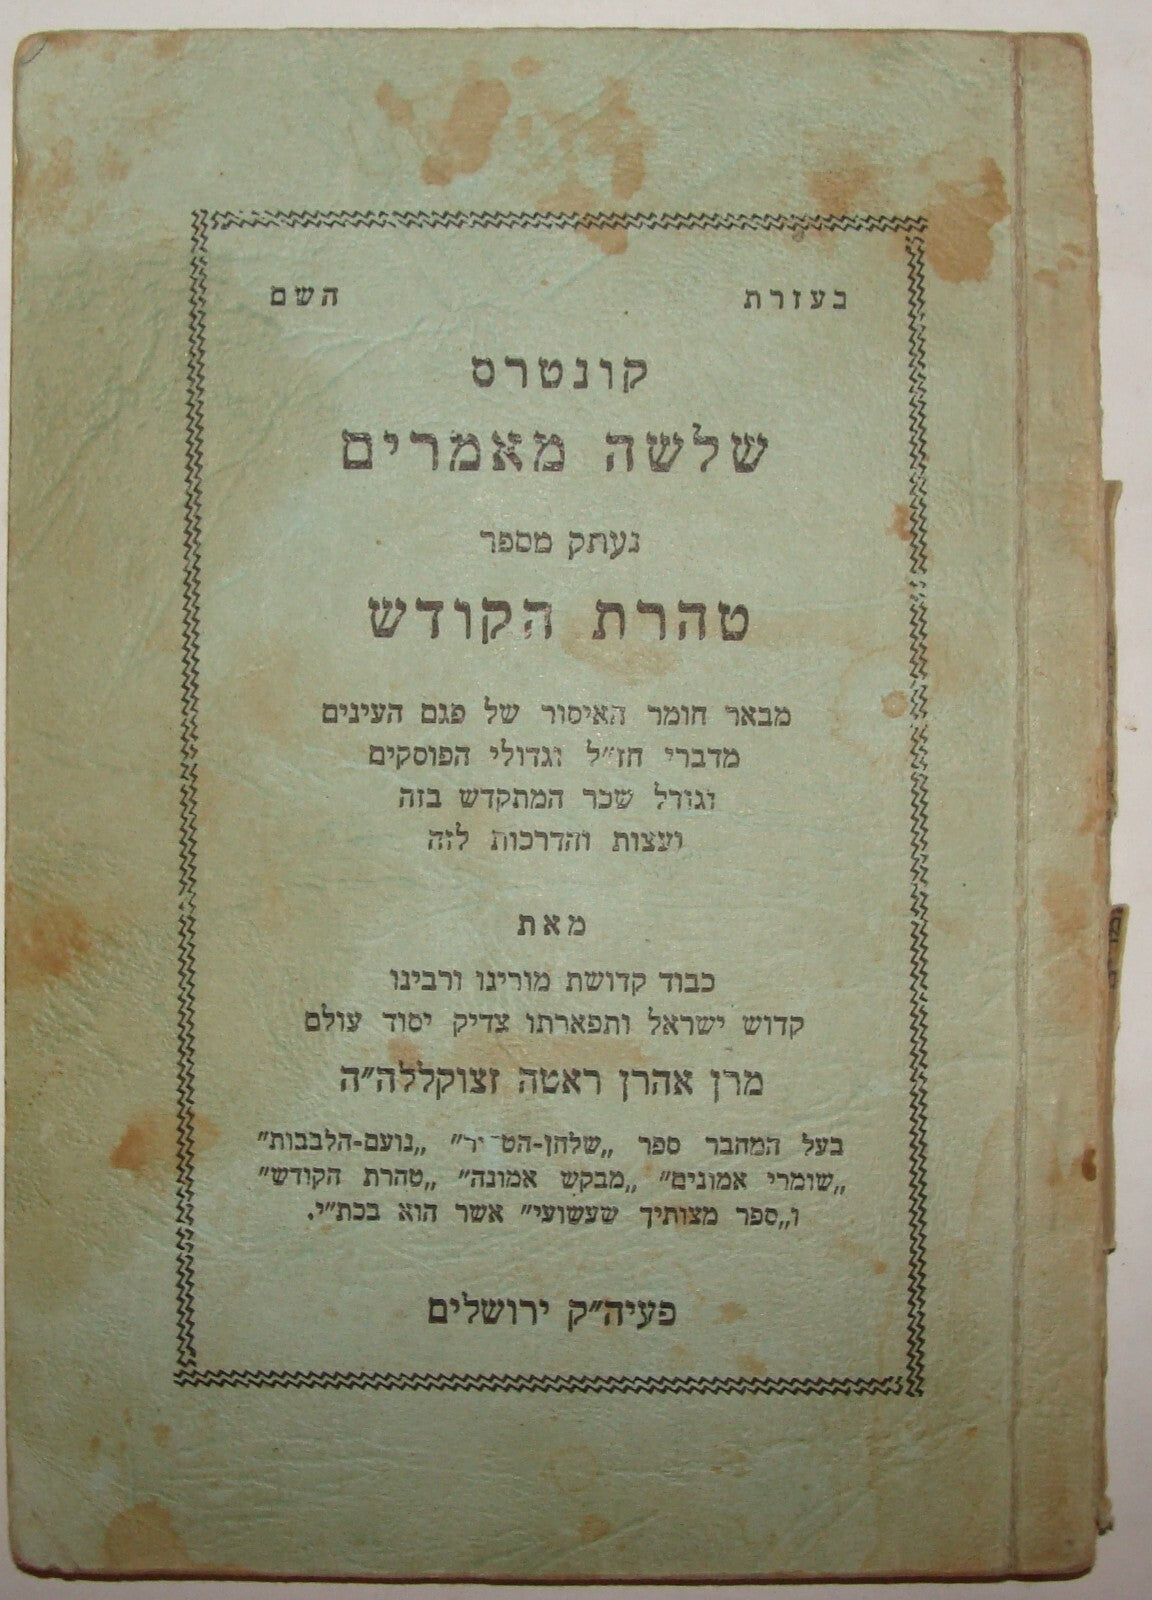 בעזרת השם
קונטרס
שלשה מאמרים
נעתק מספר
טהרת הקודש
מבאר חומר האיסור של פגם העינים
מדברי חז״ל וגדולי הפוסקים
וגודל שכר המתקדש בזה
ועצות והדרכות לזה
מאת
כבוד קדושת מורינו ורבינו
קדוש ישראל ותפארתו צדיק יסוד עולם
מרן אהרן ראטה זצוקללה״ה
בעל המחבר ספר „שלחן-הטהור״ „נועם-הלבבות״
„שומרי אמונים״ „מבקש אמונה״ „טהרת הקודש״
ו„ספר מצותיך שעשועי״ אשר הוא בכת״י.
פעיה״ק ירושלים